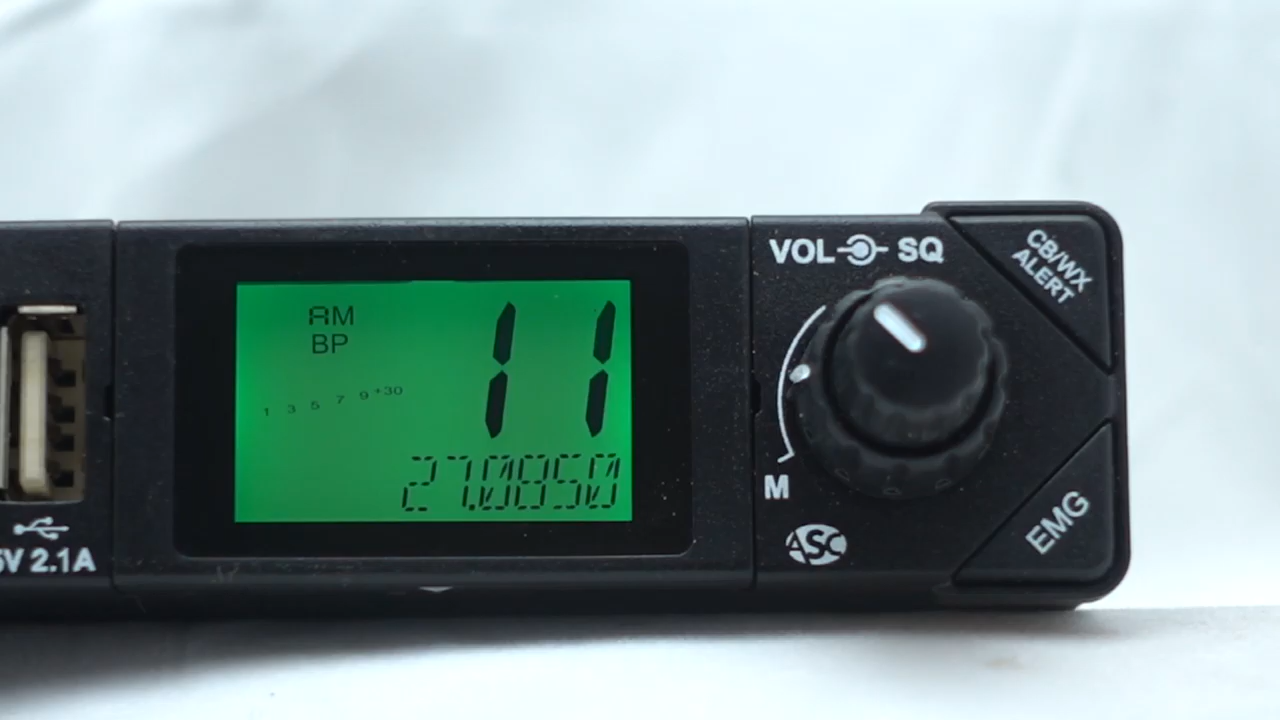 5V 2.1A
RM
BP
1 3 5 7 9 +30
11
27.0850
VOL SQ
M
ASC
CB/WX
ALERT
EMG